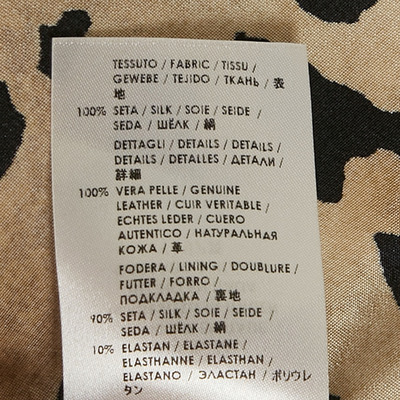 TESSUTO / FABRIC / TISSU /
GEWEBE / TEJIDO / ТКАНЬ / 表
地
100% SETA / SILK / SOIE / SEIDE /
SEDA / ШЁЛК / 絹
DETTAGLI / DETAILS / DETAILS /
DETAILS / DETALLES / ДЕТАЛИ /
詳細
100% VERA PELLE / GENUINE
LEATHER / CUIR VERITABLE /
ECHTES LEDER / CUERO
AUTENTICO / НАТУРАЛЬНАЯ
КОЖА / 革
FODERA / LINING / DOUBLURE /
FUTTER / FORRO /
ПОДКЛАДКА / 裏地
90% SETA / SILK / SOIE / SEIDE /
SEDA / ШЁЛК / 絹
10% ELASTAN / ELASTANE /
ELASTHANNE / ELASTHAN /
ELASTANO / ЭЛАСТАН / ポリウレ
タン